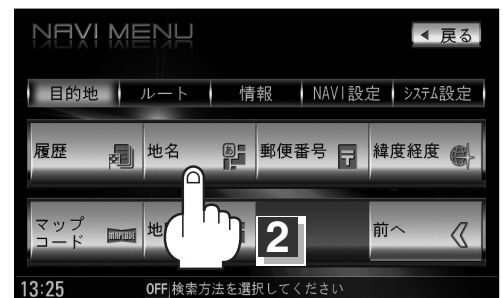 NAVI MENU
戻る
目的地 ルート 情報 NAVI設定 システム設定
履歴 地名 郵便番号 緯度経度
マップ
コード
MAPCODE
地
2
前へ
13:25 OFF 検索方法を選択してください